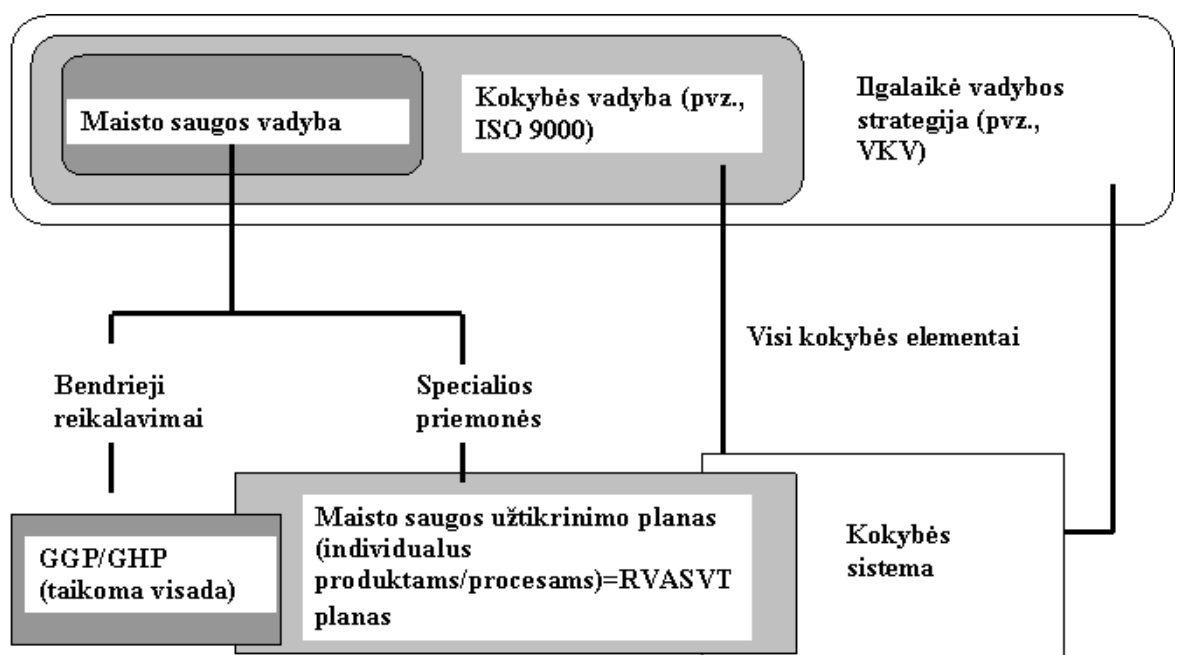 Maisto saugos vadyba
Kokybės vadyba (pvz.,
ISO 9000)
Ilgalaikė vadybos
strategija (pvz.,
VKV)
Visi kokybės elementai
Bendrieji
reikalavimai
Specialios
priemonės
GGP/GHP
(taikoma visada)
Maisto saugos užtikrinimo planas
(individualus
produktams/procesams)=RVASVT
planas
Kokybės
sistema